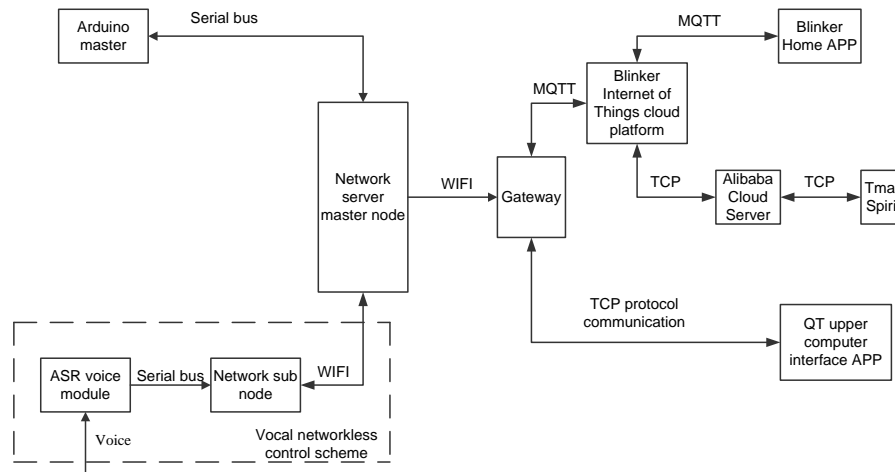 Serial bus
Arduino
master
MQTT
Blinker
Home APP
MQTT
Blinker
Internet of
Things cloud
platform
Network
server
master node
WIFI
Gateway
TCP
Alibaba
Cloud
Server
TCP
TCP protocol
communication
QT upper
computer
interface APP
ASR voice
module
Serial bus
Network sub
node
WIFI
Voice
Vocal networkless
control scheme